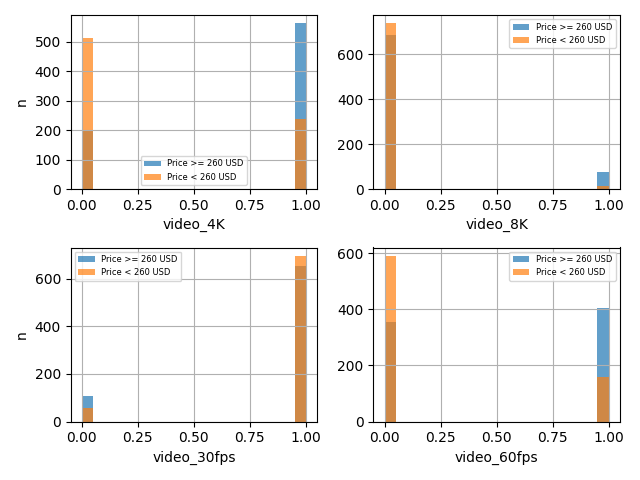 500
400
300
200
100
0
n
Price >= 260 USD
Price < 260 USD
0.00 0.25 0.50 0.75 1.00
video_4K
600
400
200
0
Price >= 260 USD
Price < 260 USD
0.00 0.25 0.50 0.75 1.00
video_8K
600
400
200
0
n
Price >= 260 USD
Price < 260 USD
0.00 0.25 0.50 0.75 1.00
video_30fps
600
400
200
0
Price >= 260 USD
Price < 260 USD
0.00 0.25 0.50 0.75 1.00
video_60fps